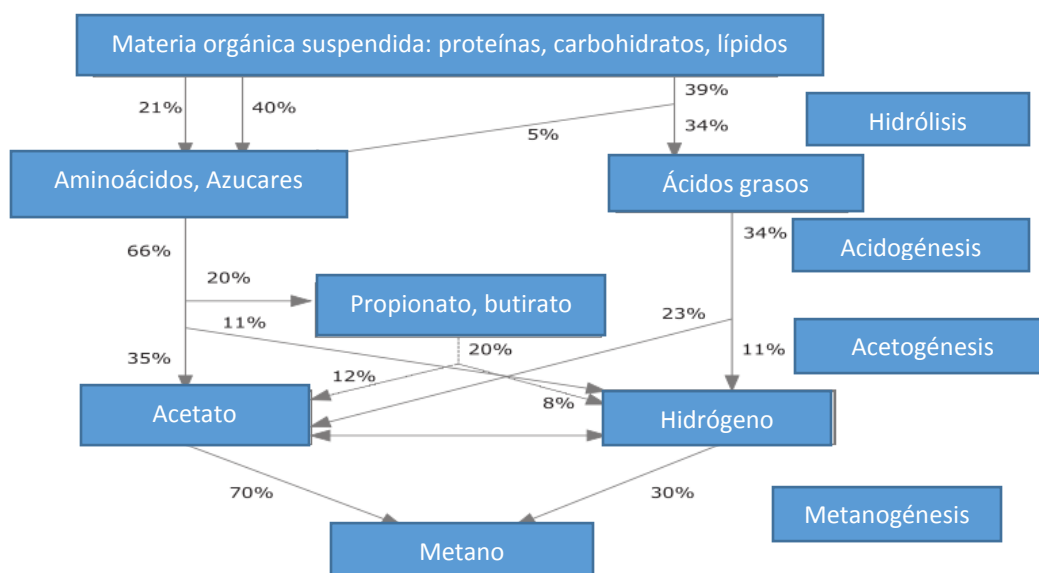 Materia orgánica suspendida: proteínas, carbohidratos, lípidos
21%
40%
39%
5%
34%
Hidrólisis
Aminoácidos, Azucares
Ácidos grasos
66%
34%
Acidogénesis
20%
Propionato, butirato
11%
23%
35%
20%
11%
Acetogénesis
12%
8%
Acetato
Hidrógeno
70%
30%
Metanogénesis
Metano